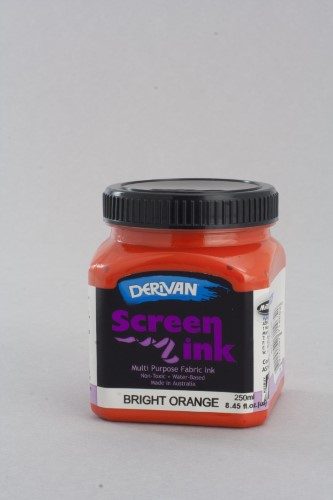 DERIVAN
Screen
ink
Multi Purpose Fabric Ink
Non-Toxic • Water-Based
Made in Australia
BRIGHT ORANGE
250ml
8.45 fl.oz.